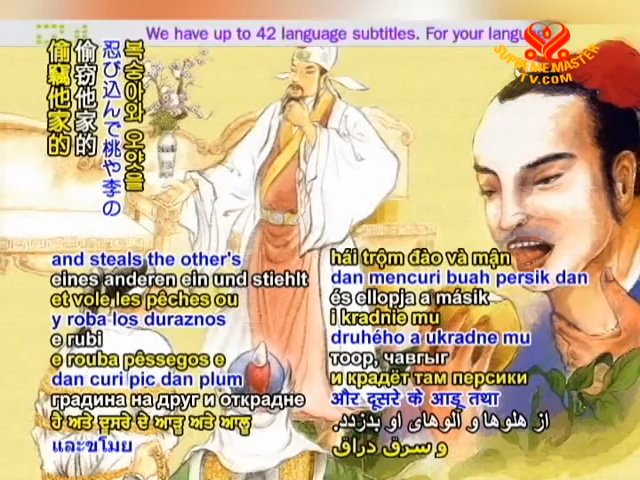 We have up to 42 language subtitles. For your langu
SUPREME MASTER
TV.COM
복숭아와 오얏을
忍び込んで桃や李の
偷窃他家的
偷竊他家的
and steals the other's
eines anderen ein und stiehlt
et vole les pêches ou
y roba los duraznos
e rubi
e rouba pêssegos e
dan curi pic dan plum
градина на друг и открадне
ਹੈ ਅਤੇ ਦੂਸਰੇ ਦੇ ਆੜੂ ਅਤੇ ਆਲੂ
และขโมย
hái trộm đào và mận
dan mencuri buah persik dan
és ellopja a másik
i kradnie mu
druhého a ukradne mu
тоор, чавгыг
и крадёт там персики
और दूसरे के आडू तथा
از هلوها و آلوهای او بدزدد.
و سرق دراق